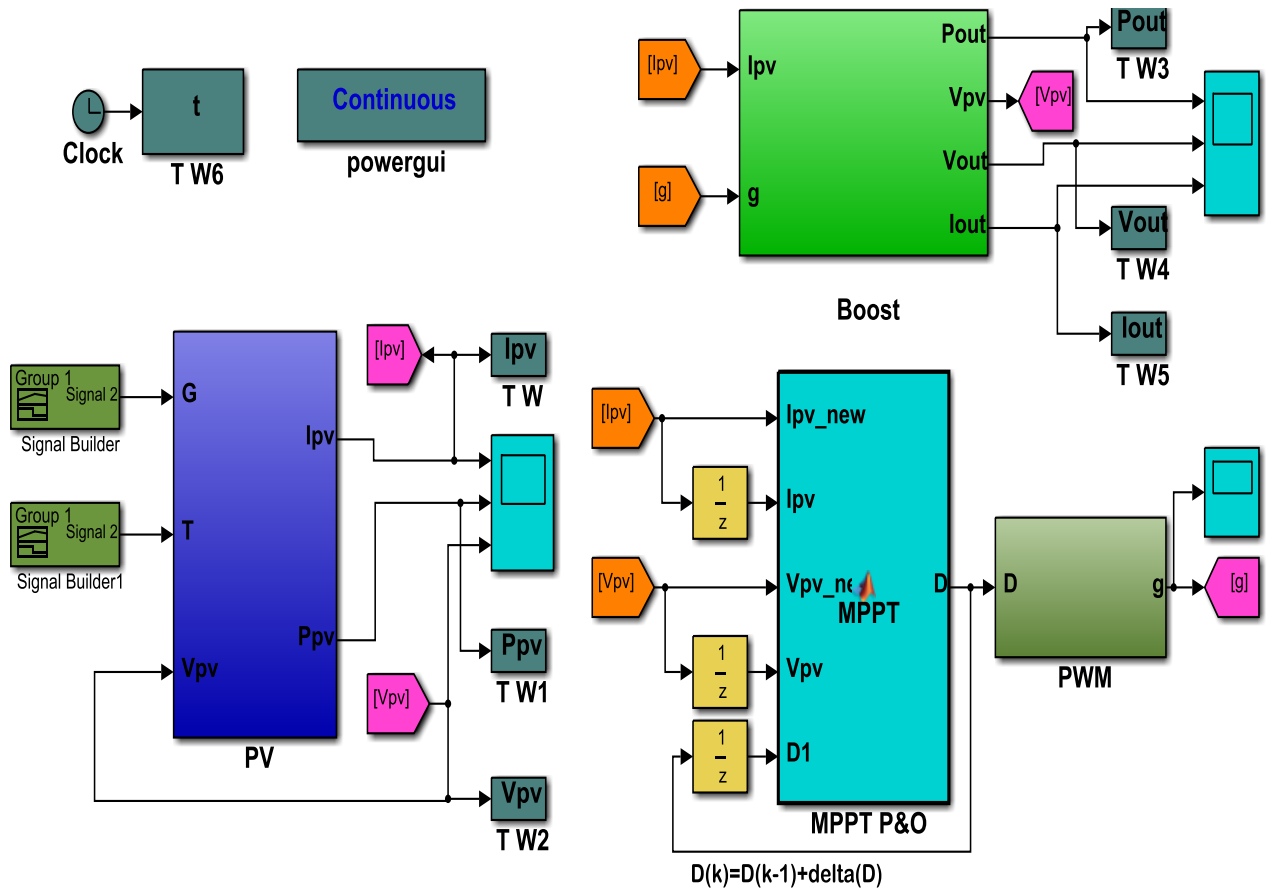 t
Clock
T W6
Continuous
powergui
[Ipv]
[g]
Ipv
g
Pout
Vpv
Vout
Iout
Boost
[Vpv]
Pout
T W3
Vout
T W4
Iout
T W5
Group 1
Signal 2
Signal Builder
Group 1
Signal 2
Signal Builder1
G
T
Vpv
Ipv
Ppv
PV
[Ipv]
Ipv
T W
Ppv
T W1
[Vpv]
Vpv
T W2
[Ipv]
1
z
[Vpv]
1
z
1
z
Ipv_new
Ipv
Vpv_ne
Vpv
D1
D
MPPT
MPPT P&O
D(k)=D(k-1)+delta(D)
D
g
PWM
[g]